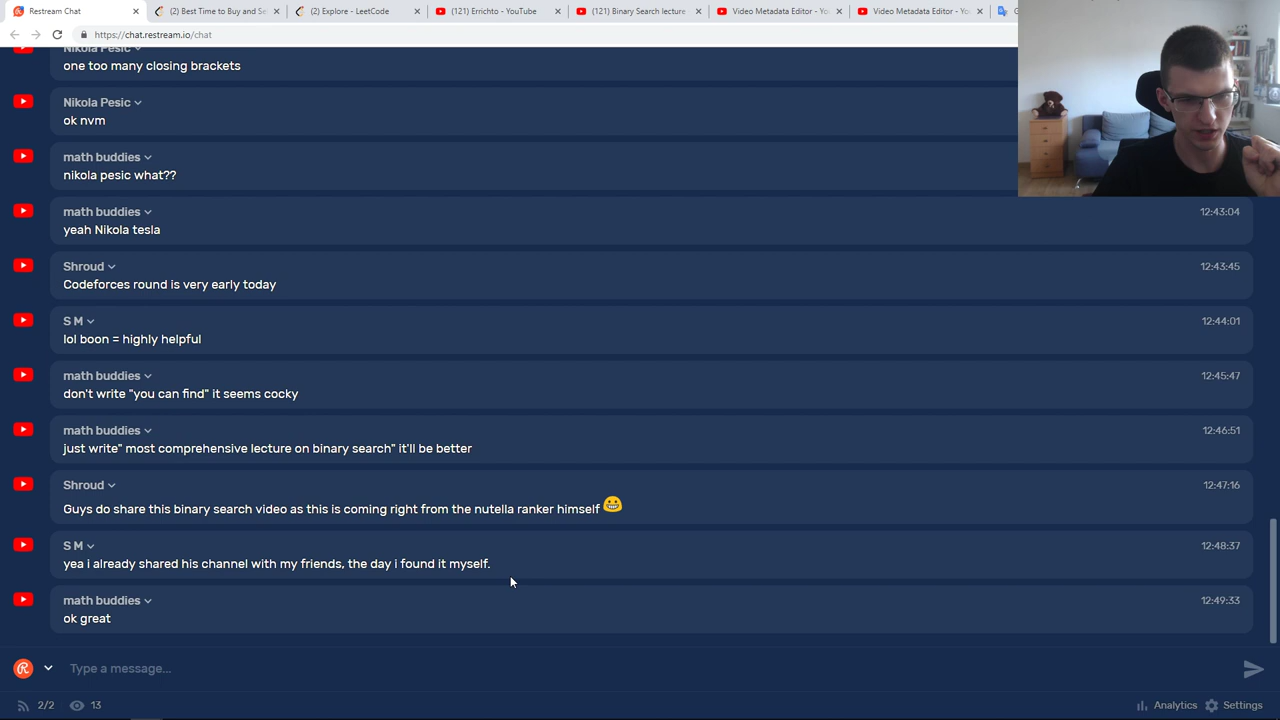 Restream Chat
(2) Best Time to Buy and Se
(2) Explore - LeetCode
(121) Errichto - YouTube
(121) Binary Search lecture
Video Metadata Editor - Yo
Video Metadata Editor - Yo
https://chat.restream.io/chat
Nikola Pesic
one too many closing brackets
Nikola Pesic
ok nvm
math buddies
nikola pesic what??
math buddies
12:43:04
yeah Nikola tesla
Shroud
12:43:45
Codeforces round is very early today
S M
12:44:01
lol boon = highly helpful
math buddies
12:45:47
don't write "you can find" it seems cocky
math buddies
12:46:51
just write" most comprehensive lecture on binary search" it'll be better
Shroud
12:47:16
Guys do share this binary search video as this is coming right from the nutella ranker himself 😀
S M
12:48:37
yea i already shared his channel with my friends, the day i found it myself.
math buddies
12:49:33
ok great
Type a message...
2/2
13
Analytics
Settings